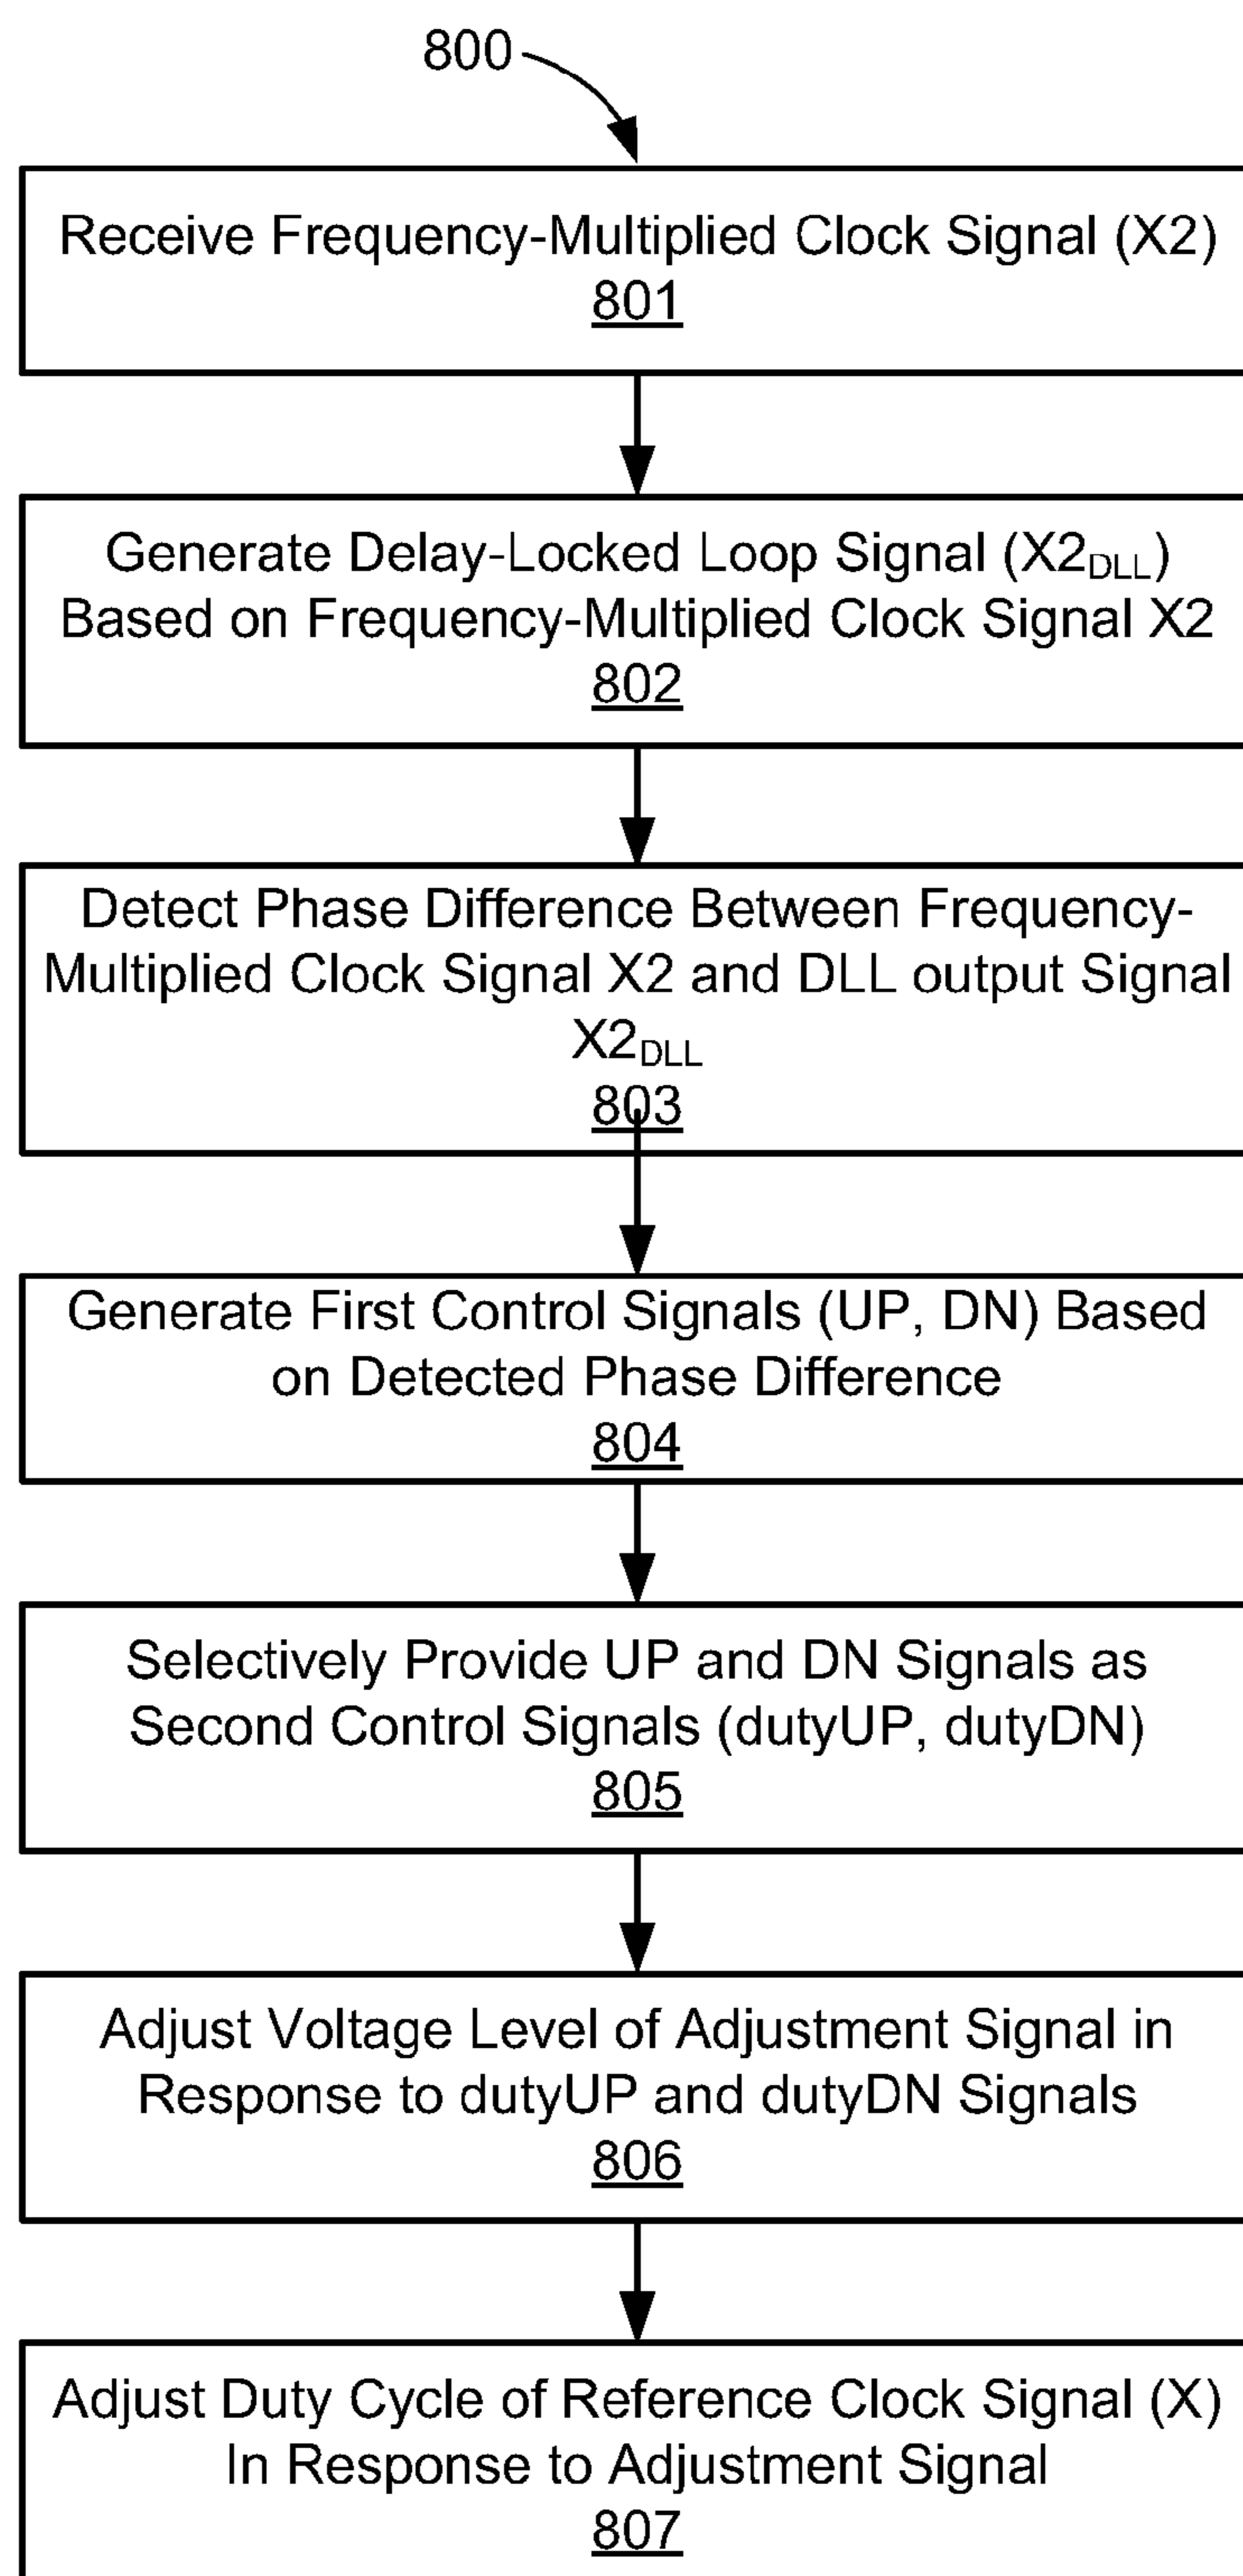 800
Receive Frequency-Multiplied Clock Signal (X2)
801
Generate Delay-Locked Loop Signal (X2DLL)
Based on Frequency-Multiplied Clock Signal X2
802
Detect Phase Difference Between Frequency-
Multiplied Clock Signal X2 and DLL output Signal
X2DLL
803
Generate First Control Signals (UP, DN) Based
on Detected Phase Difference
804
Selectively Provide UP and DN Signals as
Second Control Signals (dutyUP, dutyDN)
805
Adjust Voltage Level of Adjustment Signal in
Response to dutyUP and dutyDN Signals
806
Adjust Duty Cycle of Reference Clock Signal (X)
In Response to Adjustment Signal
807